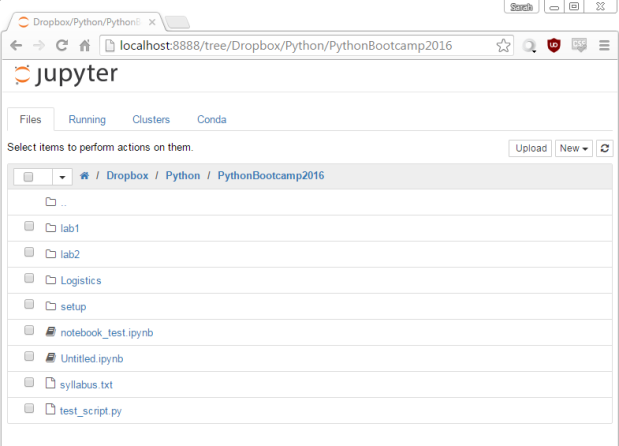 Sarah
Dropbox/Python/PythonB
localhost:8888/tree/Dropbox/Python/PythonBootcamp2016
jupyter
Files Running Clusters Conda
Select items to perform actions on them. Upload New
/ Dropbox / Python / PythonBootcamp2016
..
lab1
lab2
Logistics
setup
notebook_test.ipynb
Untitled.ipynb
syllabus.txt
test_script.py